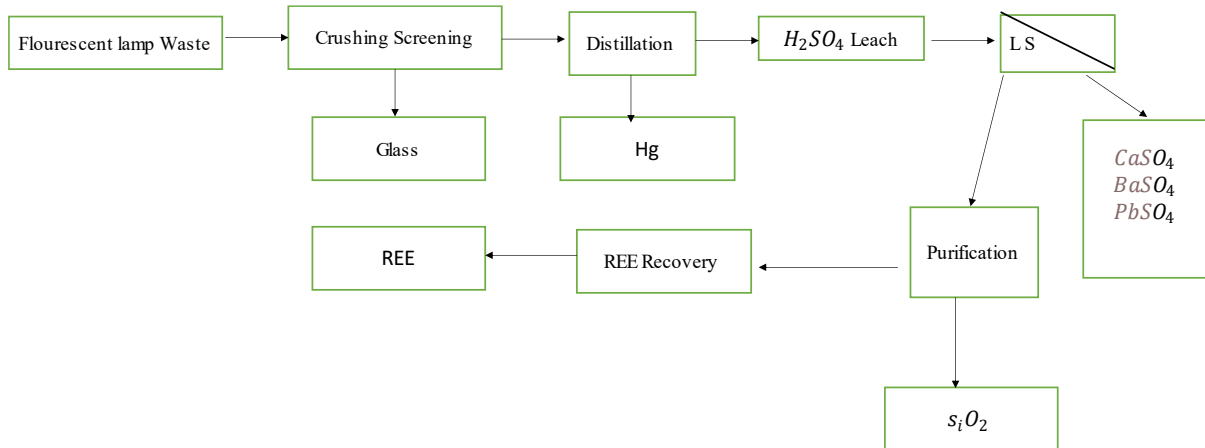 Flourescent lamp Waste
Crushing Screening
Distillation
H₂SO₄ Leach
L S
Glass
Hg
CaSO₄
BaSO₄
PbSO₄
REE
REE Recovery
Purification
sᵢO₂